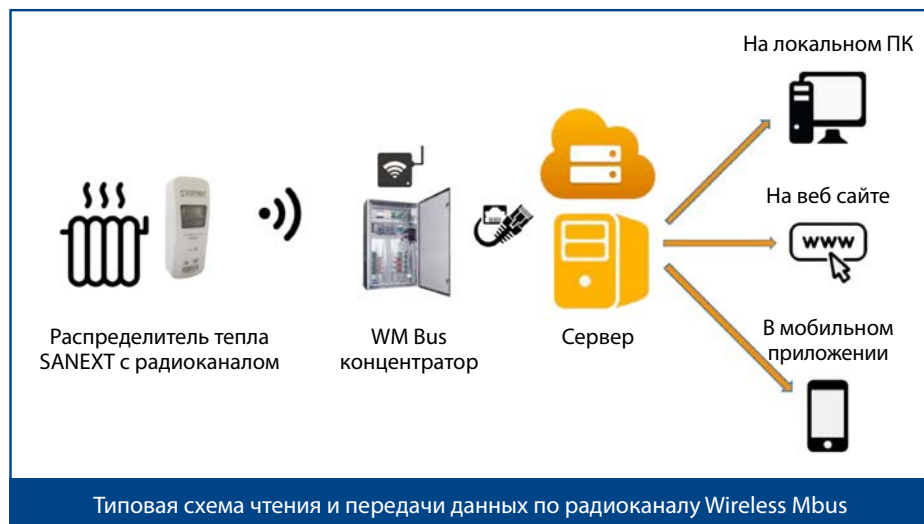 На локальном ПК
На веб сайте
www
В мобильном
приложении
Распределитель тепла
SANEXT с радиоканалом
WM Bus
концентратор
Сервер
Типовая схема чтения и передачи данных по радиоканалу Wireless Mbus